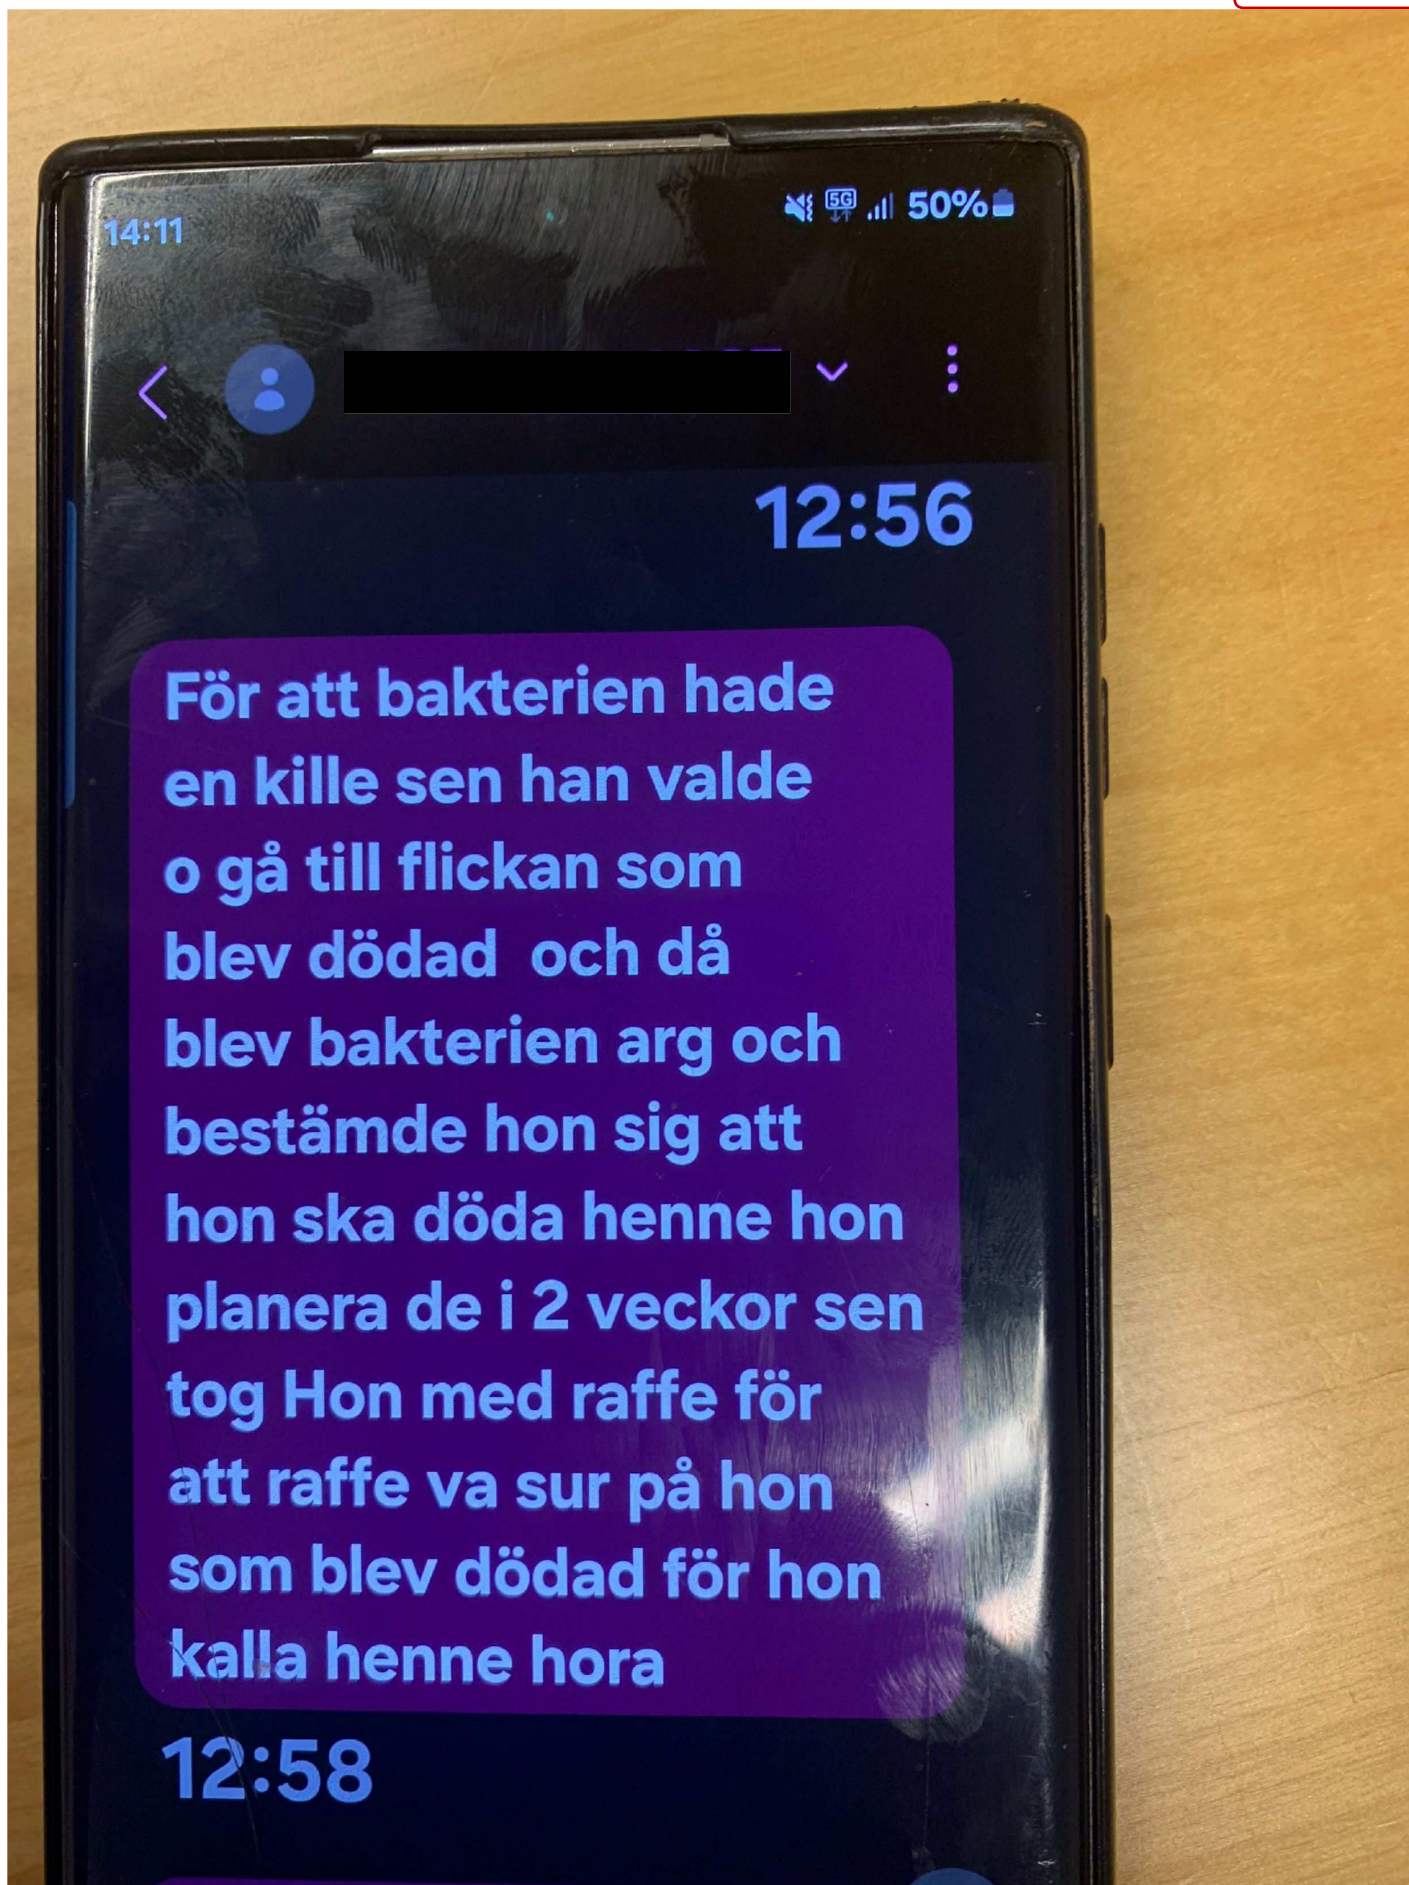 14:11
5G
50%
12:56
För att bakterien hade
en kille sen han valde
o gå till flickan som
blev dödad  och då
blev bakterien arg och
bestämde hon sig att
hon ska döda henne hon
planera de i 2 veckor sen
tog Hon med raffe för
att raffe va sur på hon
som blev dödad för hon
kalla henne hora
12:58